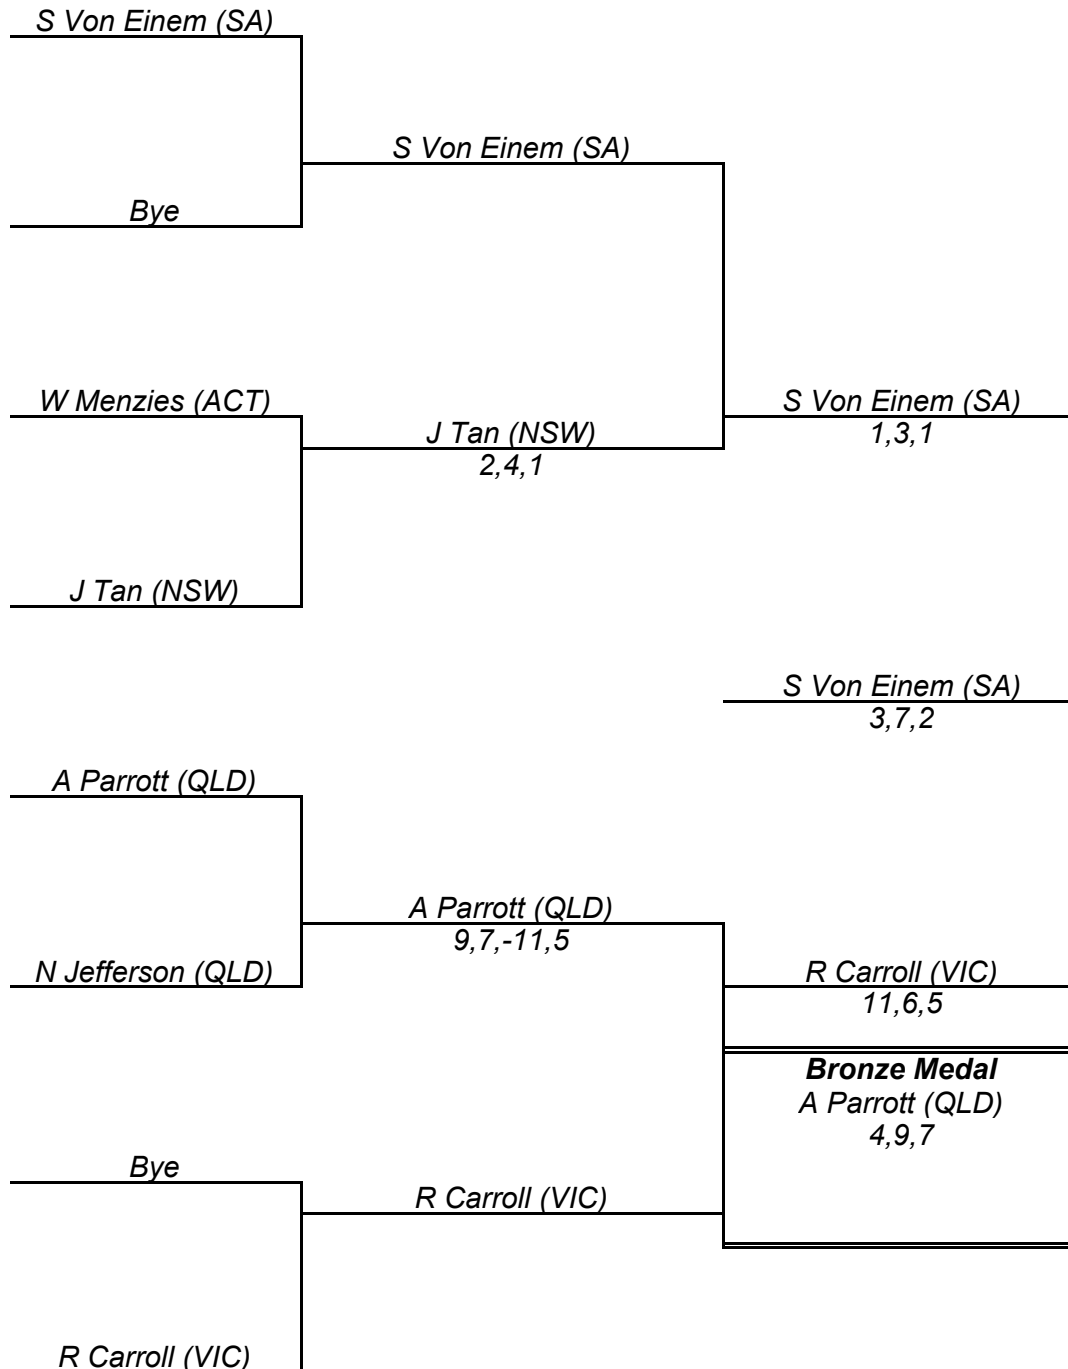 S Von Einem (SA)
S Von Einem (SA)
Bye
W Menzies (ACT)
S Von Einem (SA)
1,3,1
J Tan (NSW)
2,4,1
J Tan (NSW)
S Von Einem (SA)
3,7,2
A Parrott (QLD)
A Parrott (QLD)
9,7,-11,5
N Jefferson (QLD)
R Carroll (VIC)
11,6,5
Bronze Medal
A Parrott (QLD)
4,9,7
Bye
R Carroll (VIC)
R Carroll (VIC)